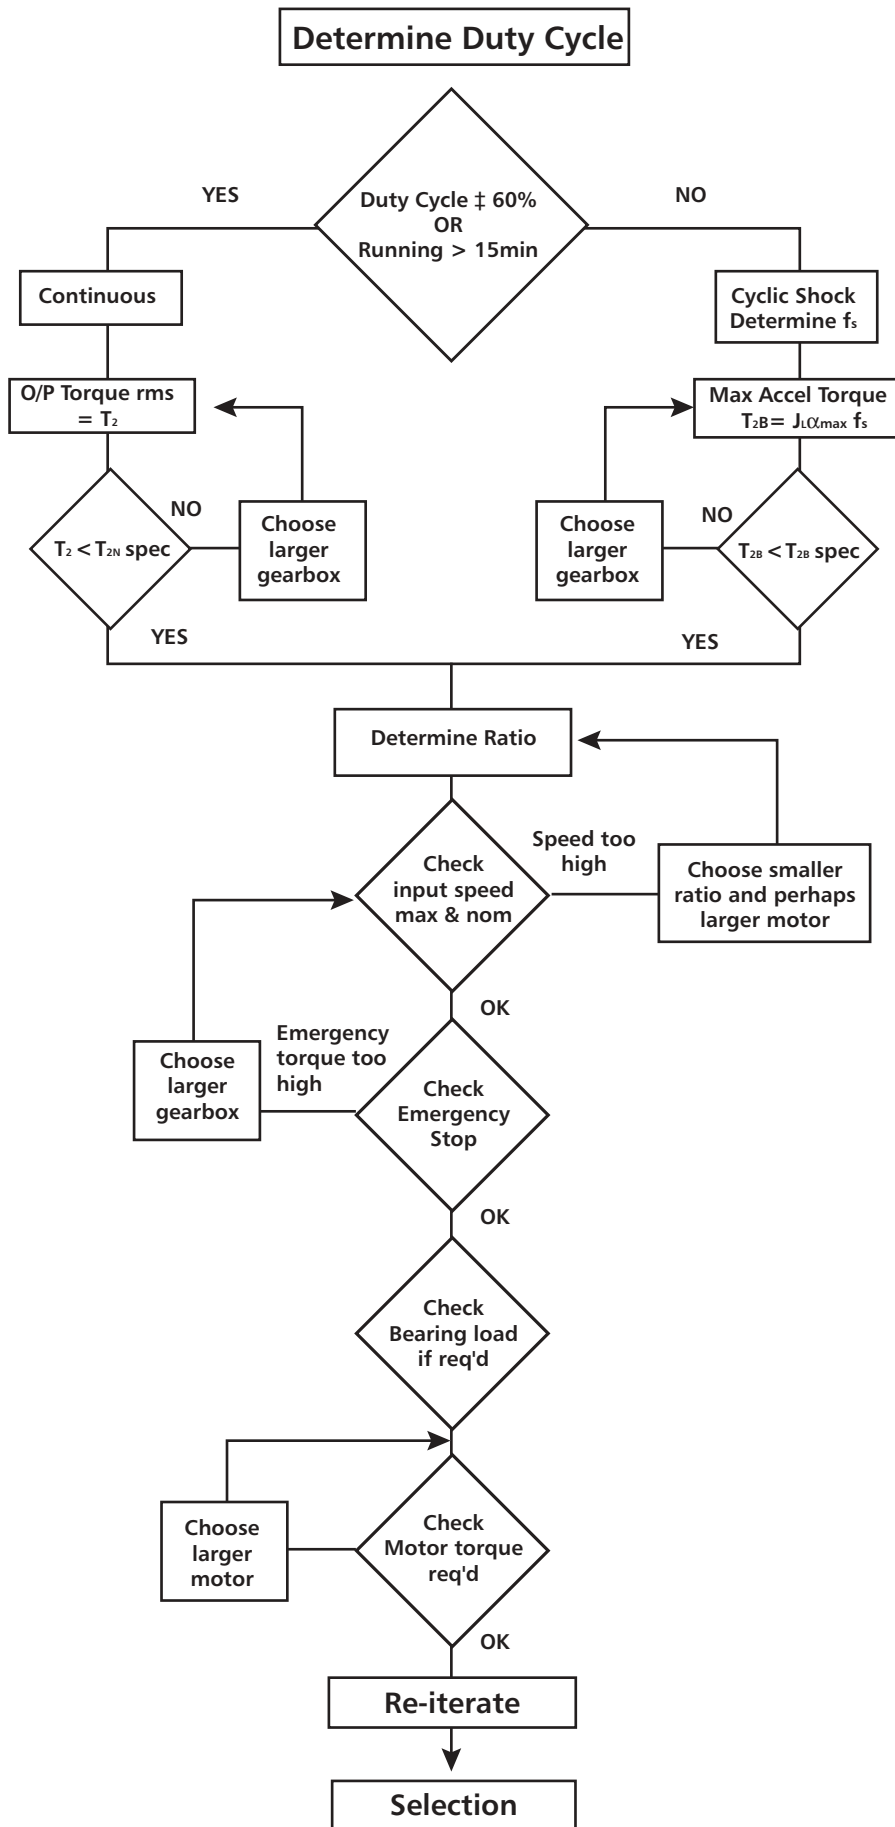 Determine Duty Cycle
YES
Duty Cycle ‡ 60%
OR
Running > 15min
NO
Continuous
Cyclic Shock
Determine fs
O/P Torque rms
= T2
Max Accel Torque
T2B= JLαmax fs
NO
Choose
larger
gearbox
T2 < T2N spec
YES
Choose
larger
gearbox
NO
T2B < T2B spec
YES
Determine Ratio
Check
input speed
max & nom
Speed too
high
Choose smaller
ratio and perhaps
larger motor
OK
Emergency
torque too
high
Choose
larger
gearbox
Check
Emergency
Stop
OK
Check
Bearing load
if req'd
Choose
larger
motor
Check
Motor torque
req'd
OK
Re-iterate
Selection